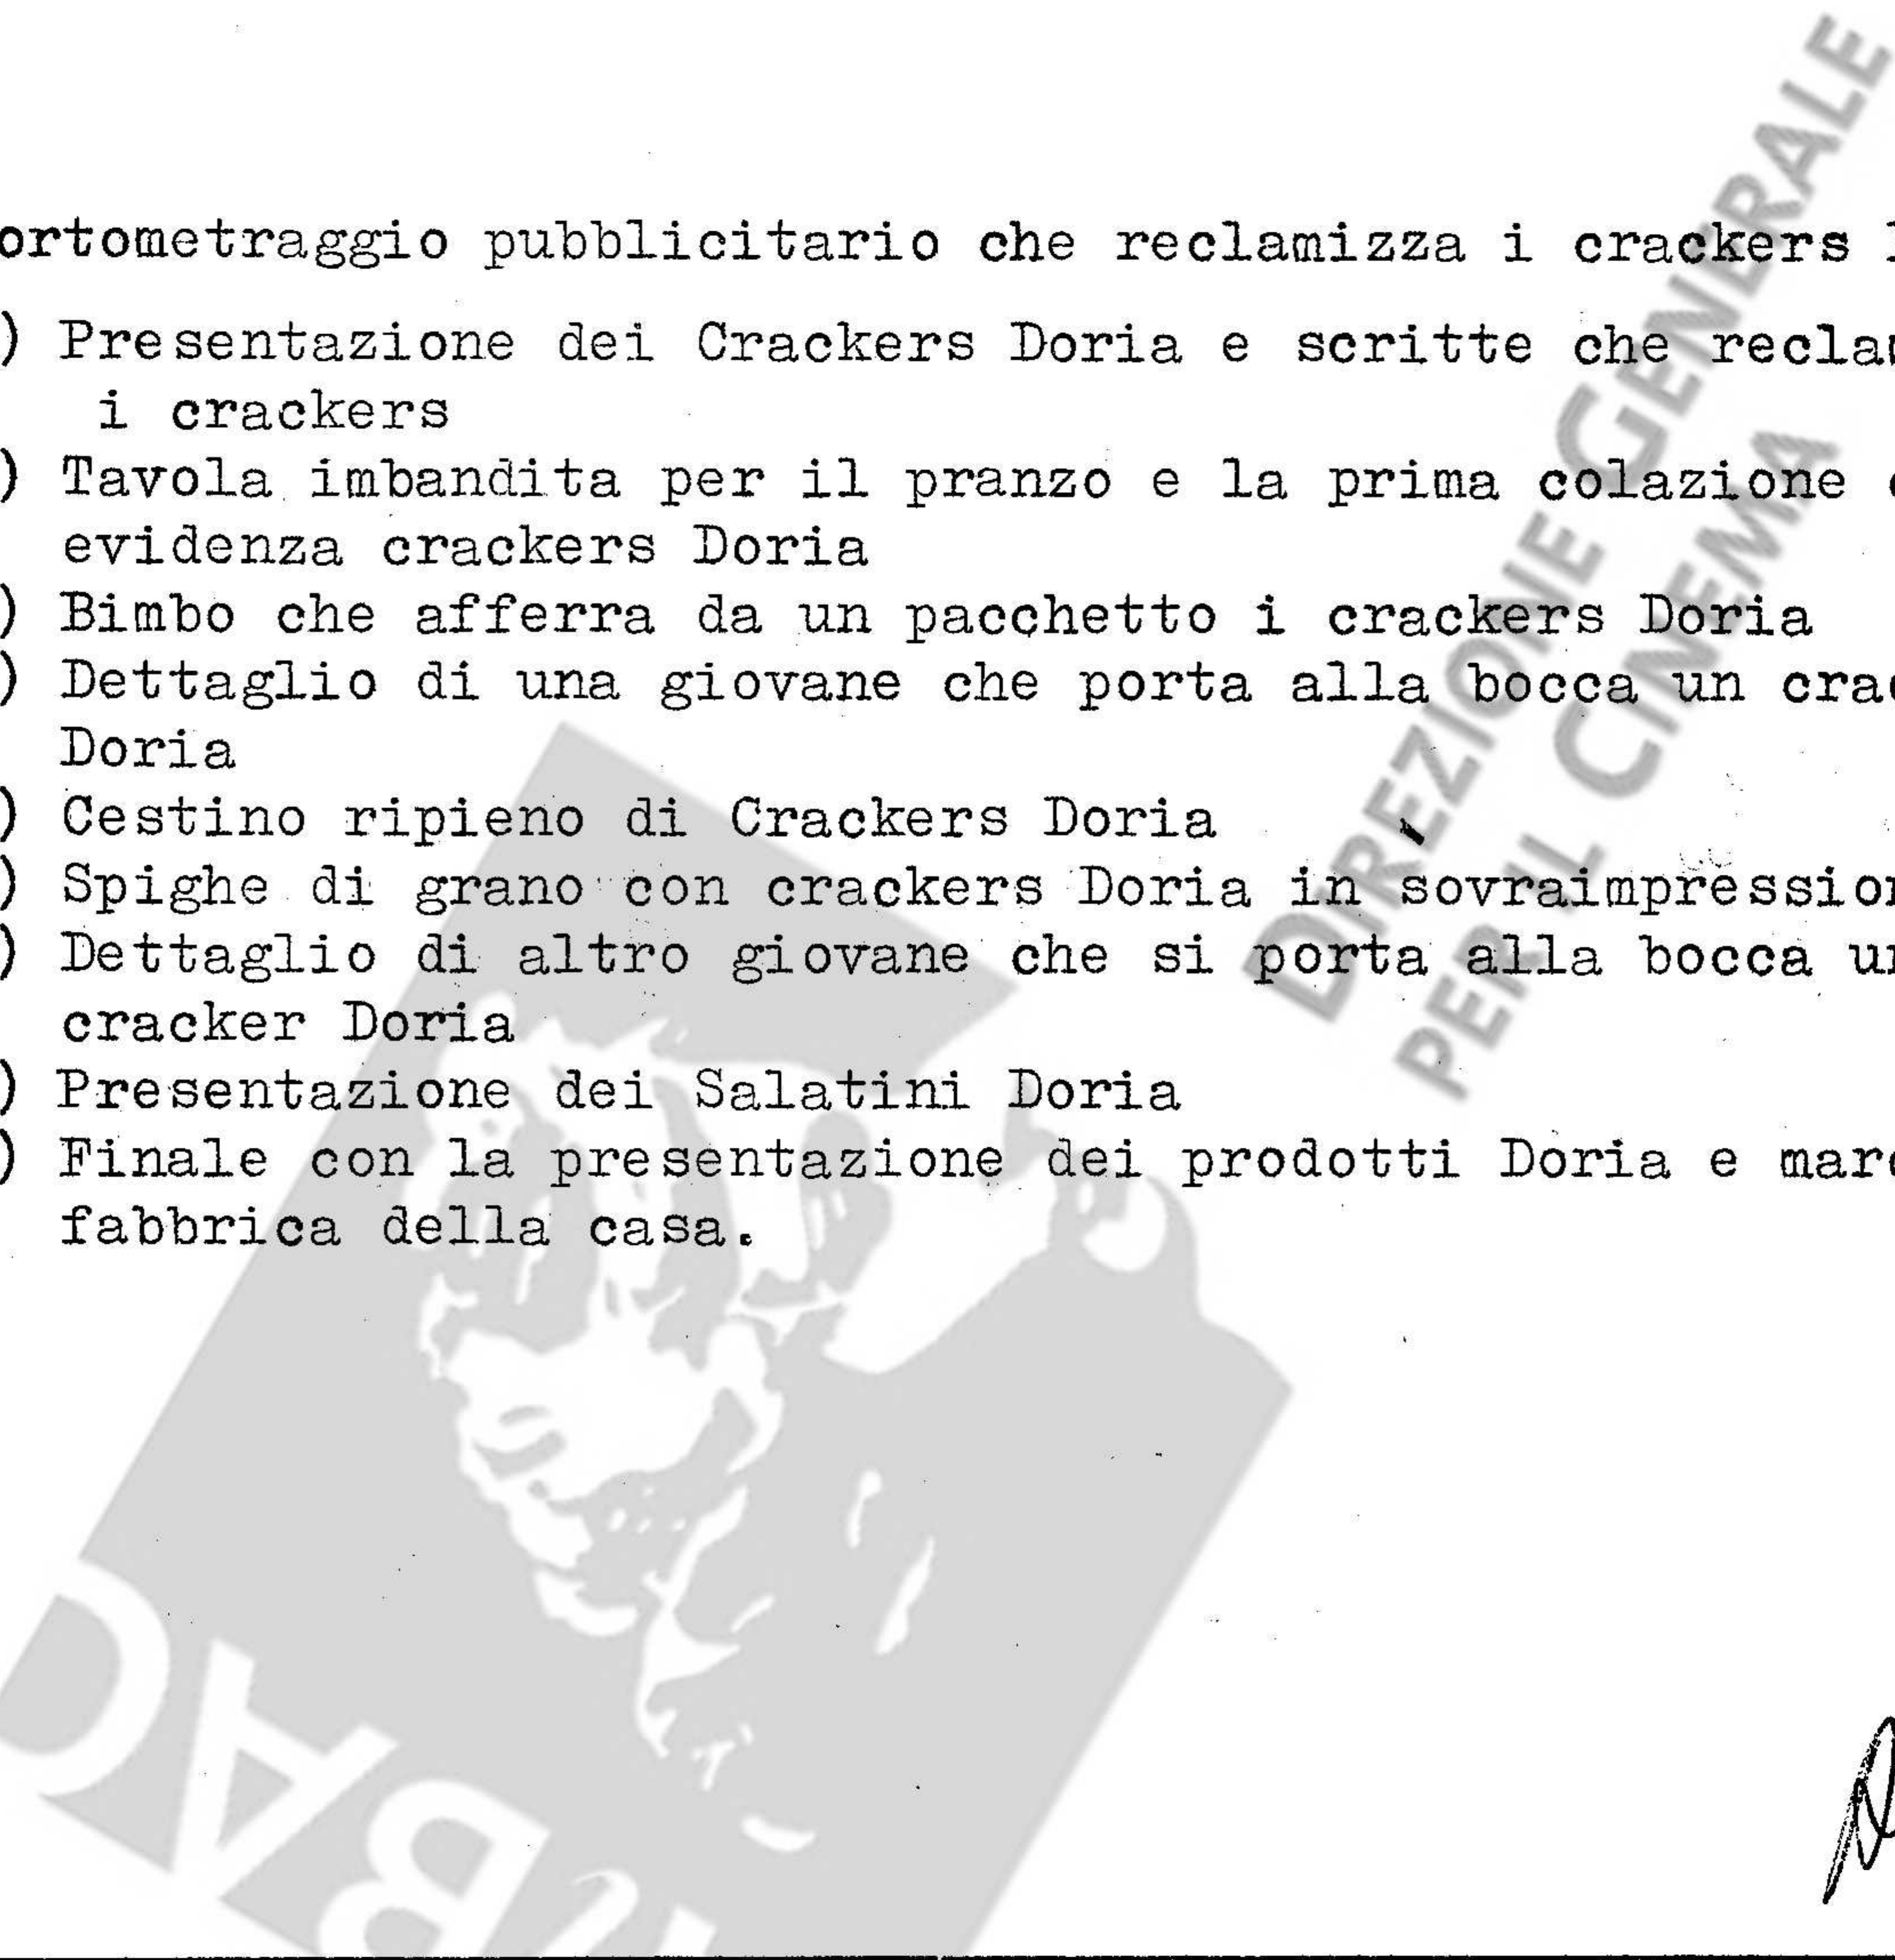 ortometraggio pubblicitario che reclamizza i crackers
) Presentazione dei Crackers Doria e scritte che recla
i crackers
) Tavola imbandita per il pranzo e la prima colazione
evidenza crackers Doria
) Bimbo che afferra da un pacchetto i crackers Doria
) Dettaglio di una giovane che porta alla bocca un cra
Doria
) Cestino ripieno di Crackers Doria
) Spighe di grano con crackers Doria in sovraimpression
) Dettaglio di altro giovane che si porta alla bocca un
cracker Doria
) Presentazione dei Salatini Doria
) Finale con la presentazione dei prodotti Doria e mar
fabbrica della casa.
DIREZIONE GENERALE
PER IL CINEMA